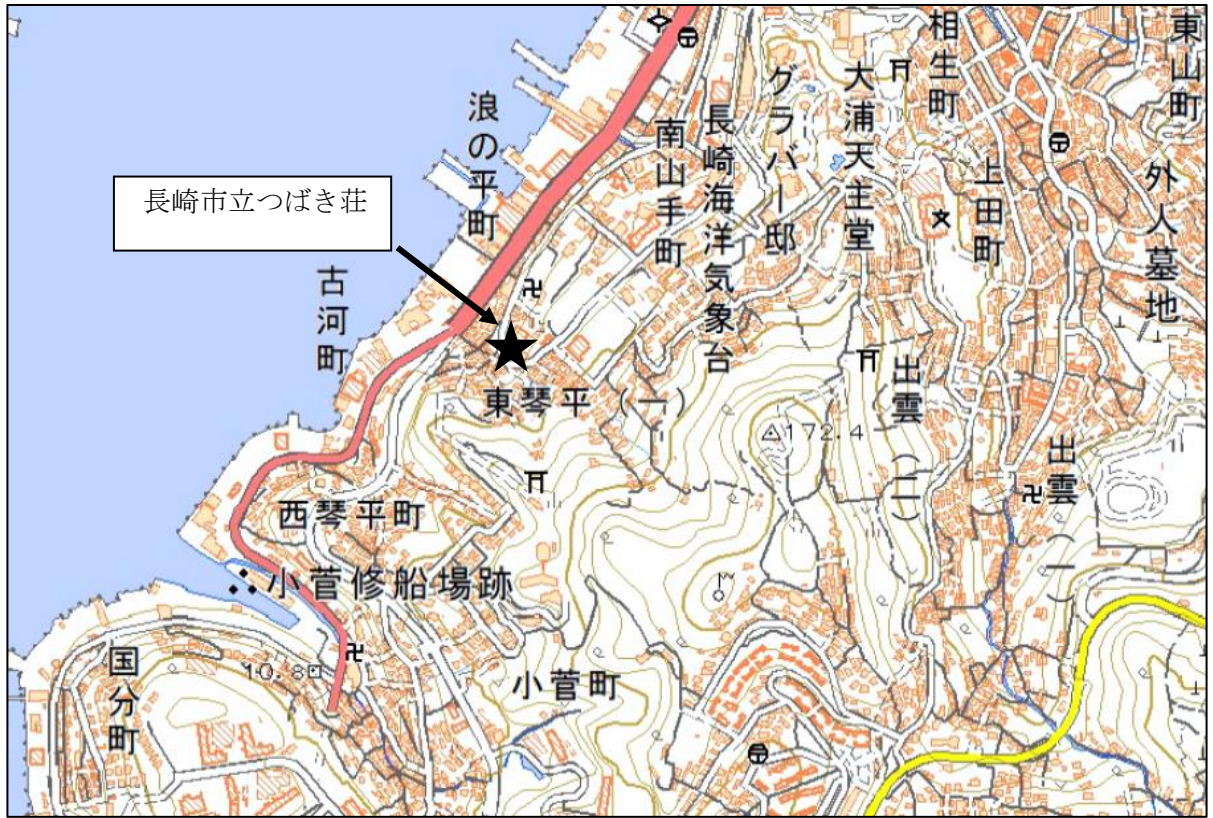 東山町
相生町
大浦天主堂
グラバー邸
長崎海洋気象台
南山手町
浪の平町
外人墓地
上田町
長崎市立つばき荘
古河町
東琴平(一)
172.4
出雲(二)
出雲(一)
西琴平町
小菅修船場跡
国分町
10.8
小菅町